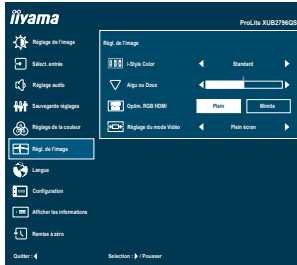 iiyama
ProLite XUB2796QS
Réglage de l'image
Sélect. entrée
Réglage audio
Sauvegarde réglages
Réglage de la couleur
Régl. de l'image
Langue
Configuration
Afficher les informations
Remise à zéro
Régl. de l'image
i-Style Color
Standard
Aigu ou Doux
Optim. RGB HDMI
Plein
Mimite
Réglage du mode Vidéo
Plein écran
Quitter :
Selection : / Pousser